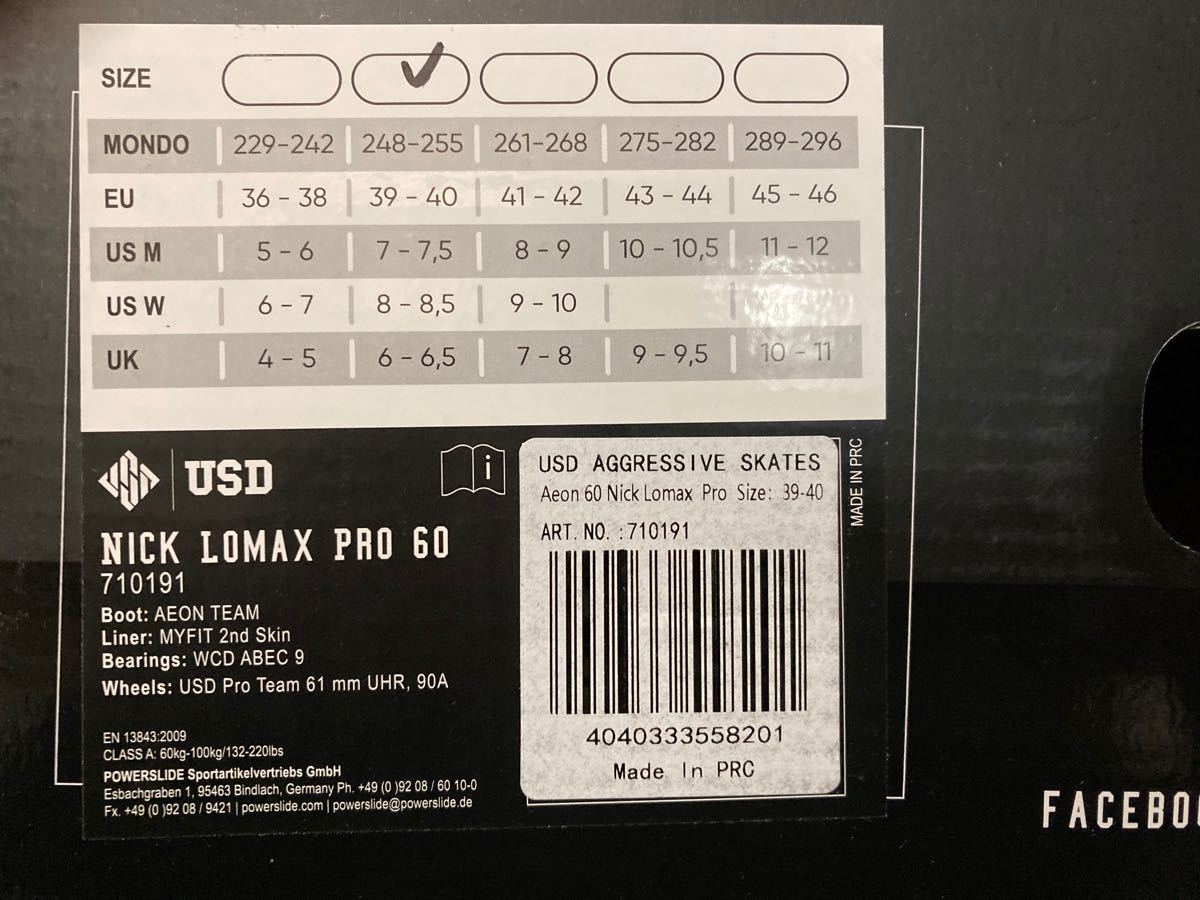 SIZE
MONDO 229-242 248-255 261-268 275-282 289-296
EU 36 - 38 39 - 40 41 - 42 43 - 44 45 - 46
US M 5 - 6 7 - 7,5 8 - 9 10 - 10,5 11 - 12
US W 6 - 7 8 - 8,5 9 - 10
UK 4 - 5 6 - 6,5 7 - 8 9 - 9,5 10 - 11
USD
NICK LOMAX PRO 60
710191
Boot: AEON TEAM
Liner: MYFIT 2nd Skin
Bearings: WCD ABEC 9
Wheels: USD Pro Team 61 mm UHR, 90A
EN 13843:2009
CLASS A: 60kg-100kg/132-220lbs
POWERSLIDE Sportartikelvertriebs GmbH
Esbachgraben 1, 95463 Bindlach, Germany Ph. +49 (0 )92 08 / 60 10-0
Fx. +49 (0 )92 08 / 9421 | powerslide.com | powerslide@powerslide.de
i
USD AGGRESSIVE SKATES
Aeon 60 Nick Lomax Pro Size: 39-40
ART. NO. :710191
4040333558201
Made In PRC
MADE IN PRC
FACEBOO